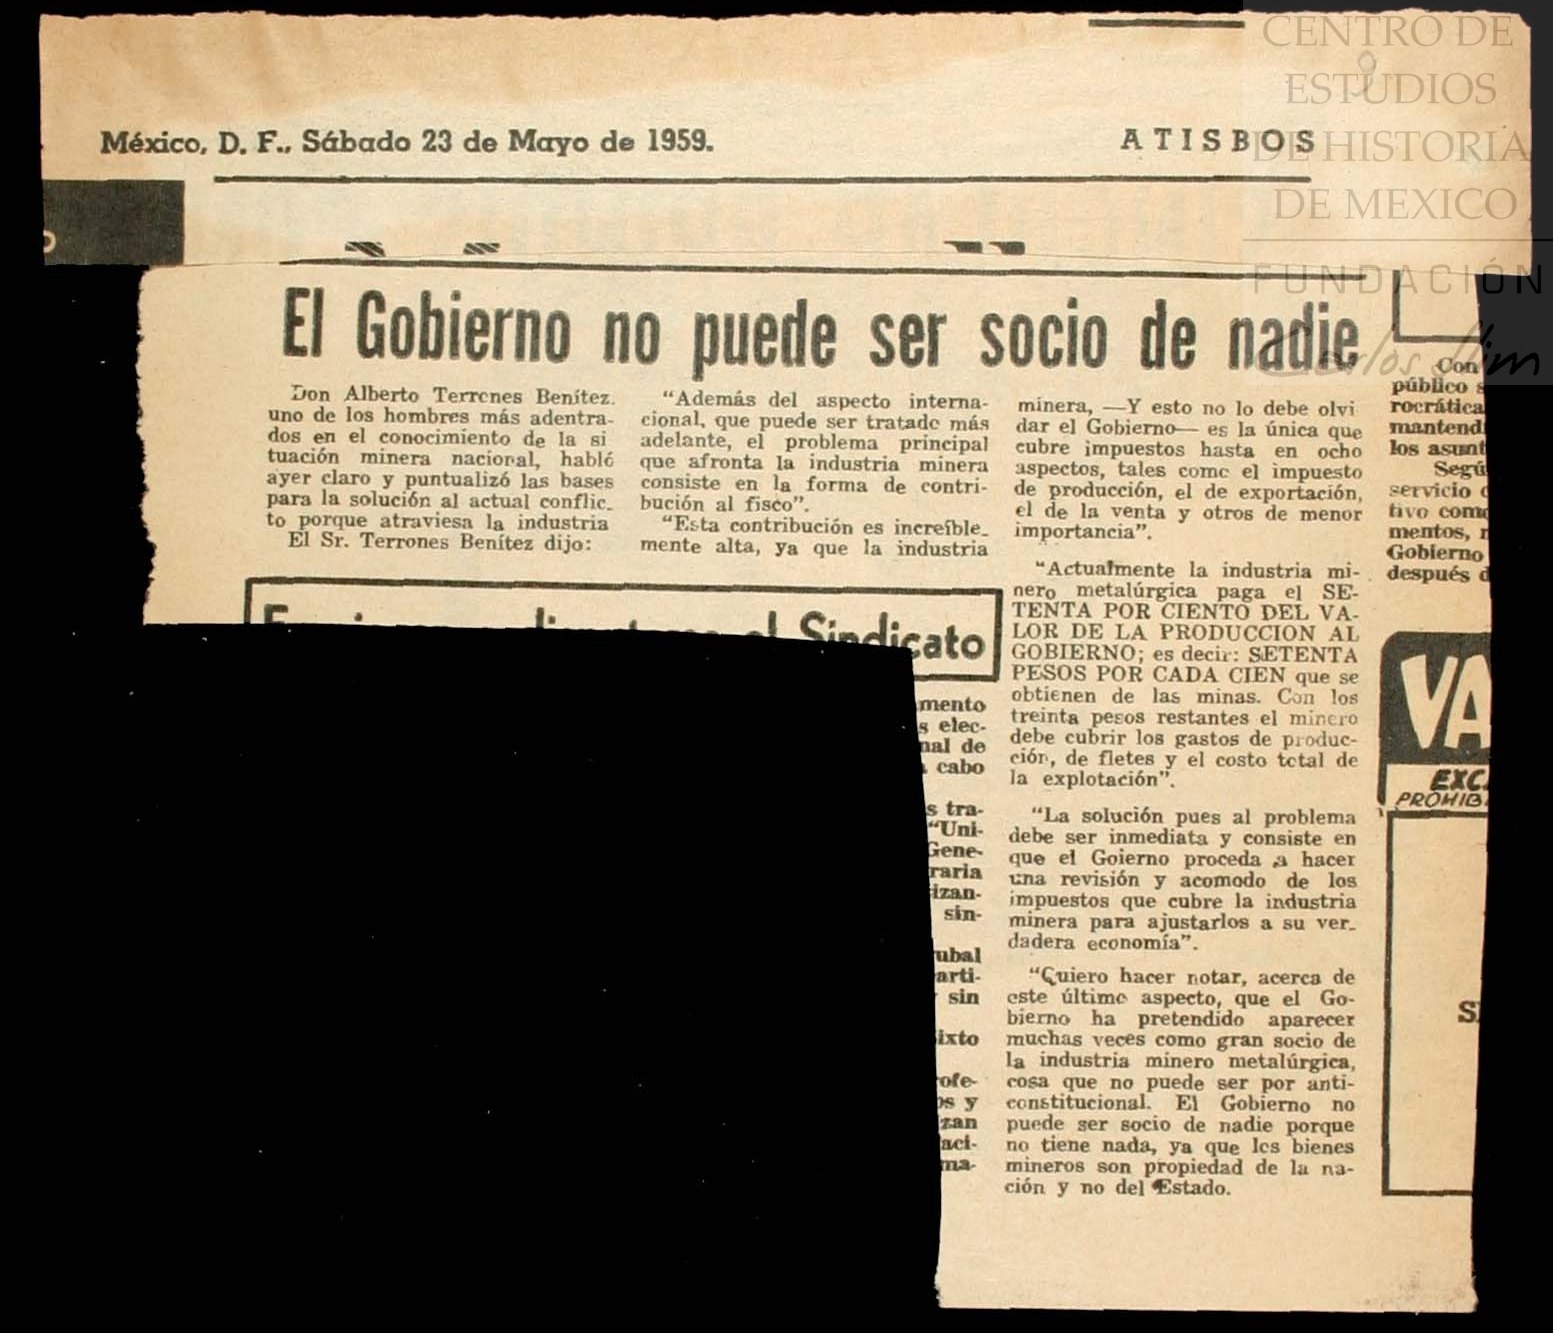 México, D. F., Sábado 23 de Mayo de 1959.
ATISBOS
CENTRO DE
ESTUDIOS
DE HISTORIA
DE MEXICO
FUNDACIÓN
Carlos Slim
El Gobierno no puede ser socio de nadie
Don Alberto Terrones Benítez.
uno de los hombres más adentra-
dos en el conocimiento de la si
tuación minera nacional, habló
ayer claro y puntualizó las bases
para la solución al actual conflic-
to porque atraviesa la industria
El Sr. Terrones Benítez dijo:
“Además del aspecto interna-
cional, que puede ser tratado más
adelante, el problema principal
que afronta la industria minera
consiste en la forma de contri-
bución al fisco”.
“Esta contribución es increíble-
mente alta, ya que la industria
minera, —Y esto no lo debe olvi
dar el Gobierno— es la única que
cubre impuestos hasta en ocho
aspectos, tales como el impuesto
de producción, el de exportación,
el de la venta y otros de menor
importancia”.
“Actualmente la industria mi-
nero metalúrgica paga el SE-
TENTA POR CIENTO DEL VA-
LOR DE LA PRODUCCION AL
GOBIERNO; es decir: SETENTA
PESOS POR CADA CIEN que se
obtienen de las minas. Con los
treinta pesos restantes el minero
debe cubrir los gastos de produc-
ción, de fletes y el costo total de
la explotación”.
“La solución pues al problema
debe ser inmediata y consiste en
que el Goierno proceda a hacer
una revisión y acomodo de los
impuestos que cubre la industria
minera para ajustarlos a su ver-
dadera economía”.
“Quiero hacer notar, acerca de
este último aspecto, que el Go-
bierno ha pretendido aparecer
muchas veces como gran socio de
la industria minero metalúrgica,
cosa que no puede ser por anti-
constitucional. El Gobierno no
puede ser socio de nadie porque
no tiene nada, ya que los bienes
mineros son propiedad de la na-
ción y no del Estado.
el Sindicato
mento
s elec-
nal de
cabo
s tra-
“Uni-
Gene-
raria
izan-
sin-
ubal
arti-
sin
ixto
rofe-
os y
zan
aci-
ma-
Con
público s
rocrática
mantend
los asunt
Segú
servicio
tivo como
mentos,
Gobierno
después d
VA
EXC
PROHIB
S